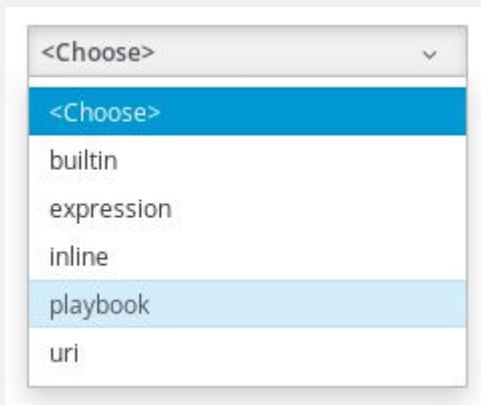 <Choose>
<Choose>
builtin
expression
inline
playbook
uri